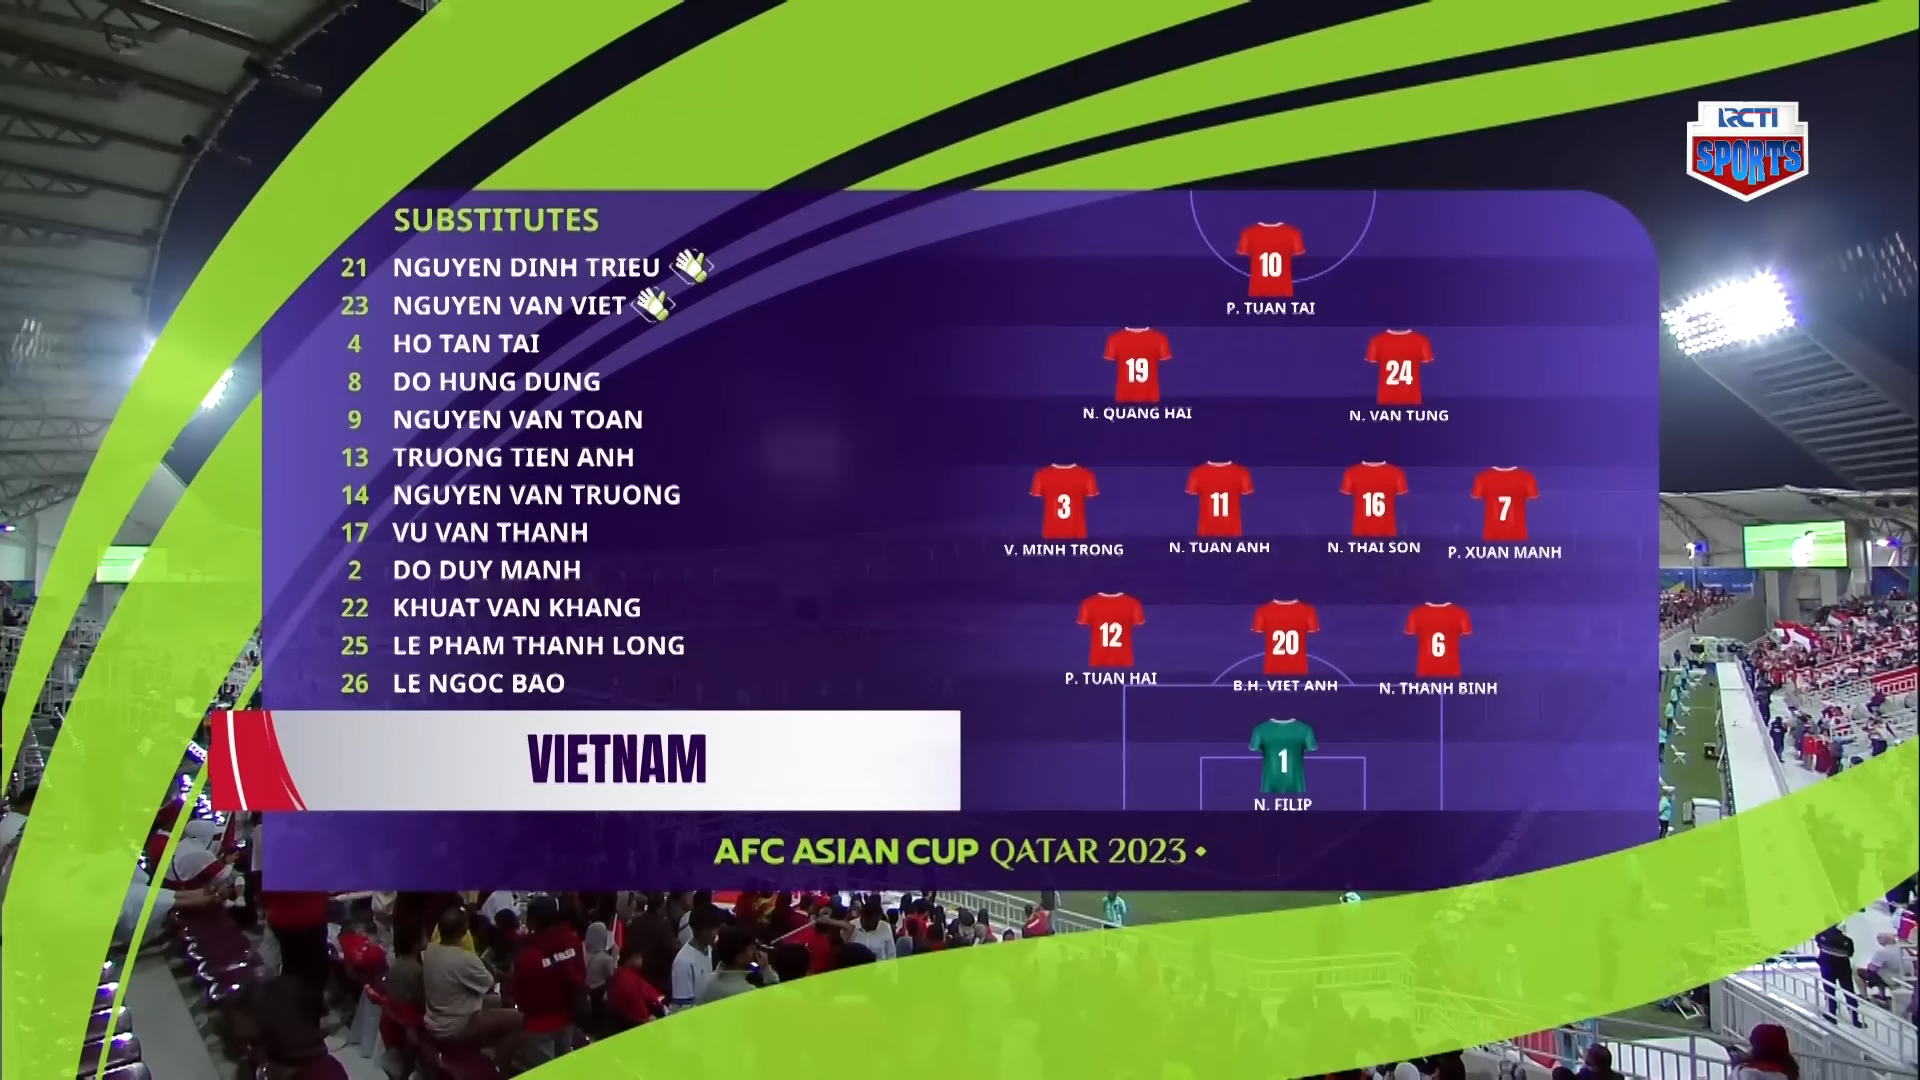 RCTI
SPORTS
SUBSTITUTES
21 NGUYEN DINH TRIEU
23 NGUYEN VAN VIET
4 HO TAN TAI
8 DO HUNG DUNG
9 NGUYEN VAN TOAN
13 TRUONG TIEN ANH
14 NGUYEN VAN TRUONG
17 VU VAN THANH
2 DO DUY MANH
22 KHUAT VAN KHANG
25 LE PHAM THANH LONG
26 LE NGOC BAO
VIETNAM
10
P. TUAN TAI
19 24
N. QUANG HAI N. VAN TUNG
3 11 16 7
V. MINH TRONG N. TUAN ANH N. THAI SON P. XUAN MANH
12 20 6
P. TUAN HAI B.H. VIET ANH N. THANH BINH
1
N. FILIP
AFC ASIAN CUP QATAR 2023